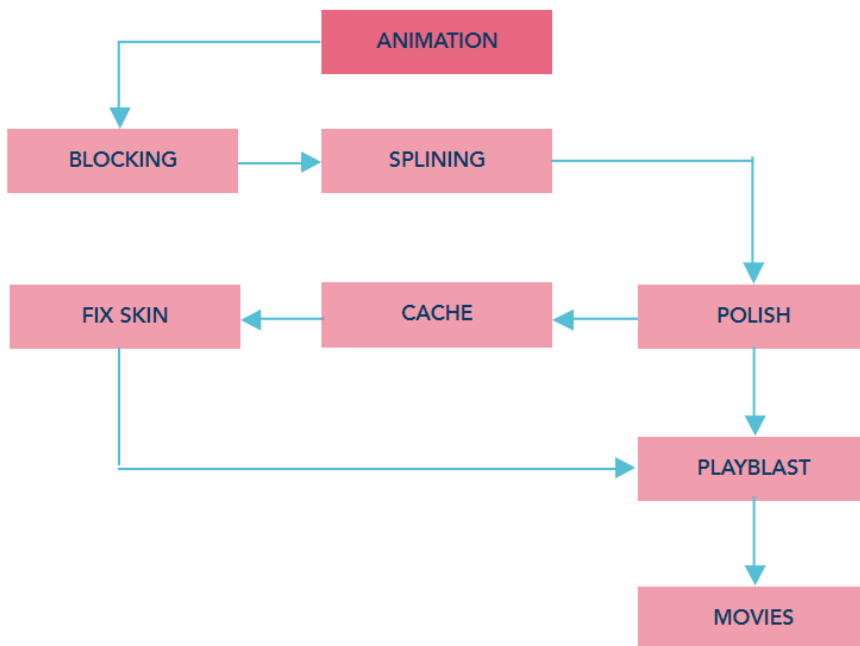 ANIMATION
BLOCKING
SPLINING
FIX SKIN
CACHE
POLISH
PLAYBLAST
MOVIES